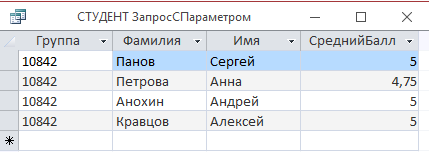 СТУДЕНТ ЗапросСПараметром
Группа Фамилия Имя СреднийБалл
10842 Панов Сергей 5
10842 Петрова Анна 4,75
10842 Анохин Андрей 5
10842 Кравцов Алексей 5